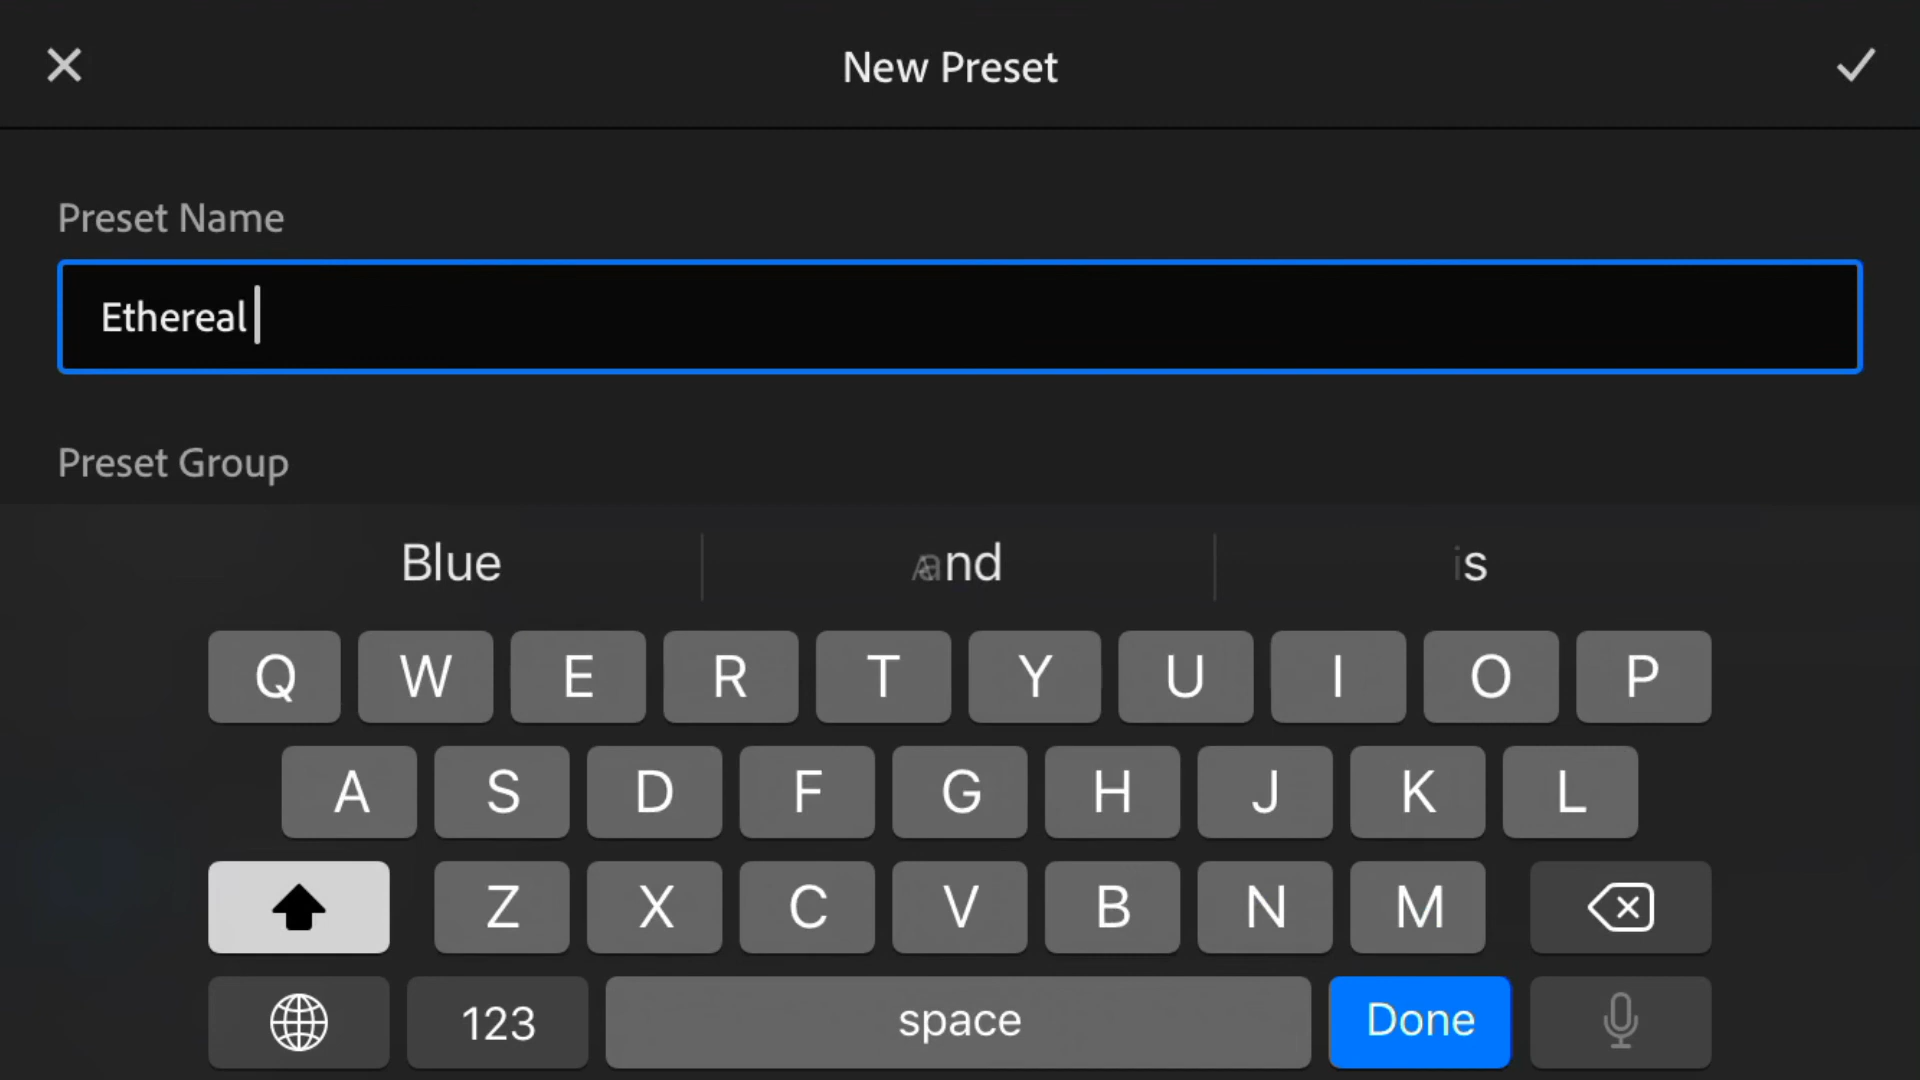 New Preset
Preset Name
Ethereal
Preset Group
Blue and is
Q W E R T Y U I O P
A S D F G H J K L
Z X C V B N M
123 space Done